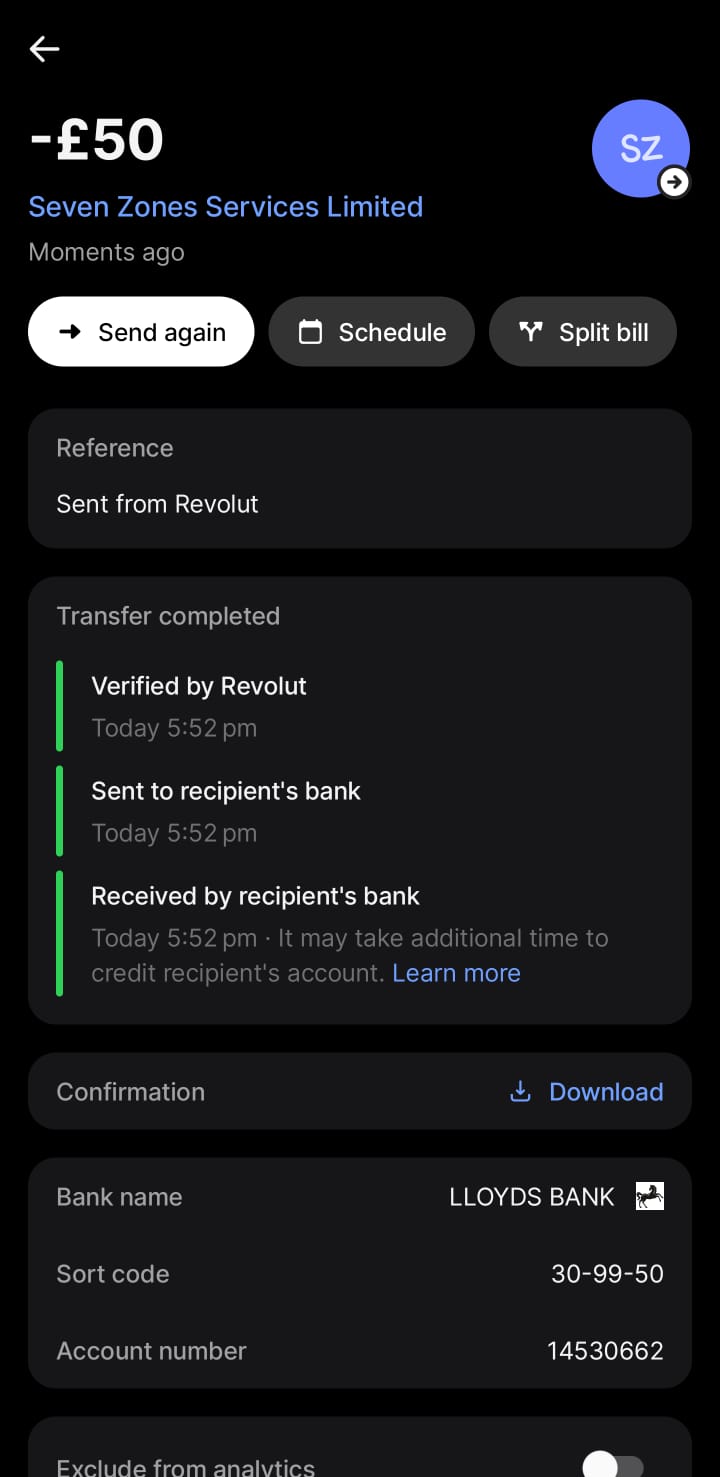 -£50
SZ
Seven Zones Services Limited
Moments ago
Send again
Schedule
Split bill
Reference
Sent from Revolut
Transfer completed
Verified by Revolut
Today 5:52 pm
Sent to recipient's bank
Today 5:52 pm
Received by recipient's bank
Today 5:52 pm · It may take additional time to
credit recipient's account. Learn more
Confirmation
Download
Bank name
LLOYDS BANK
Sort code
30-99-50
Account number
14530662
Exclude from analytics